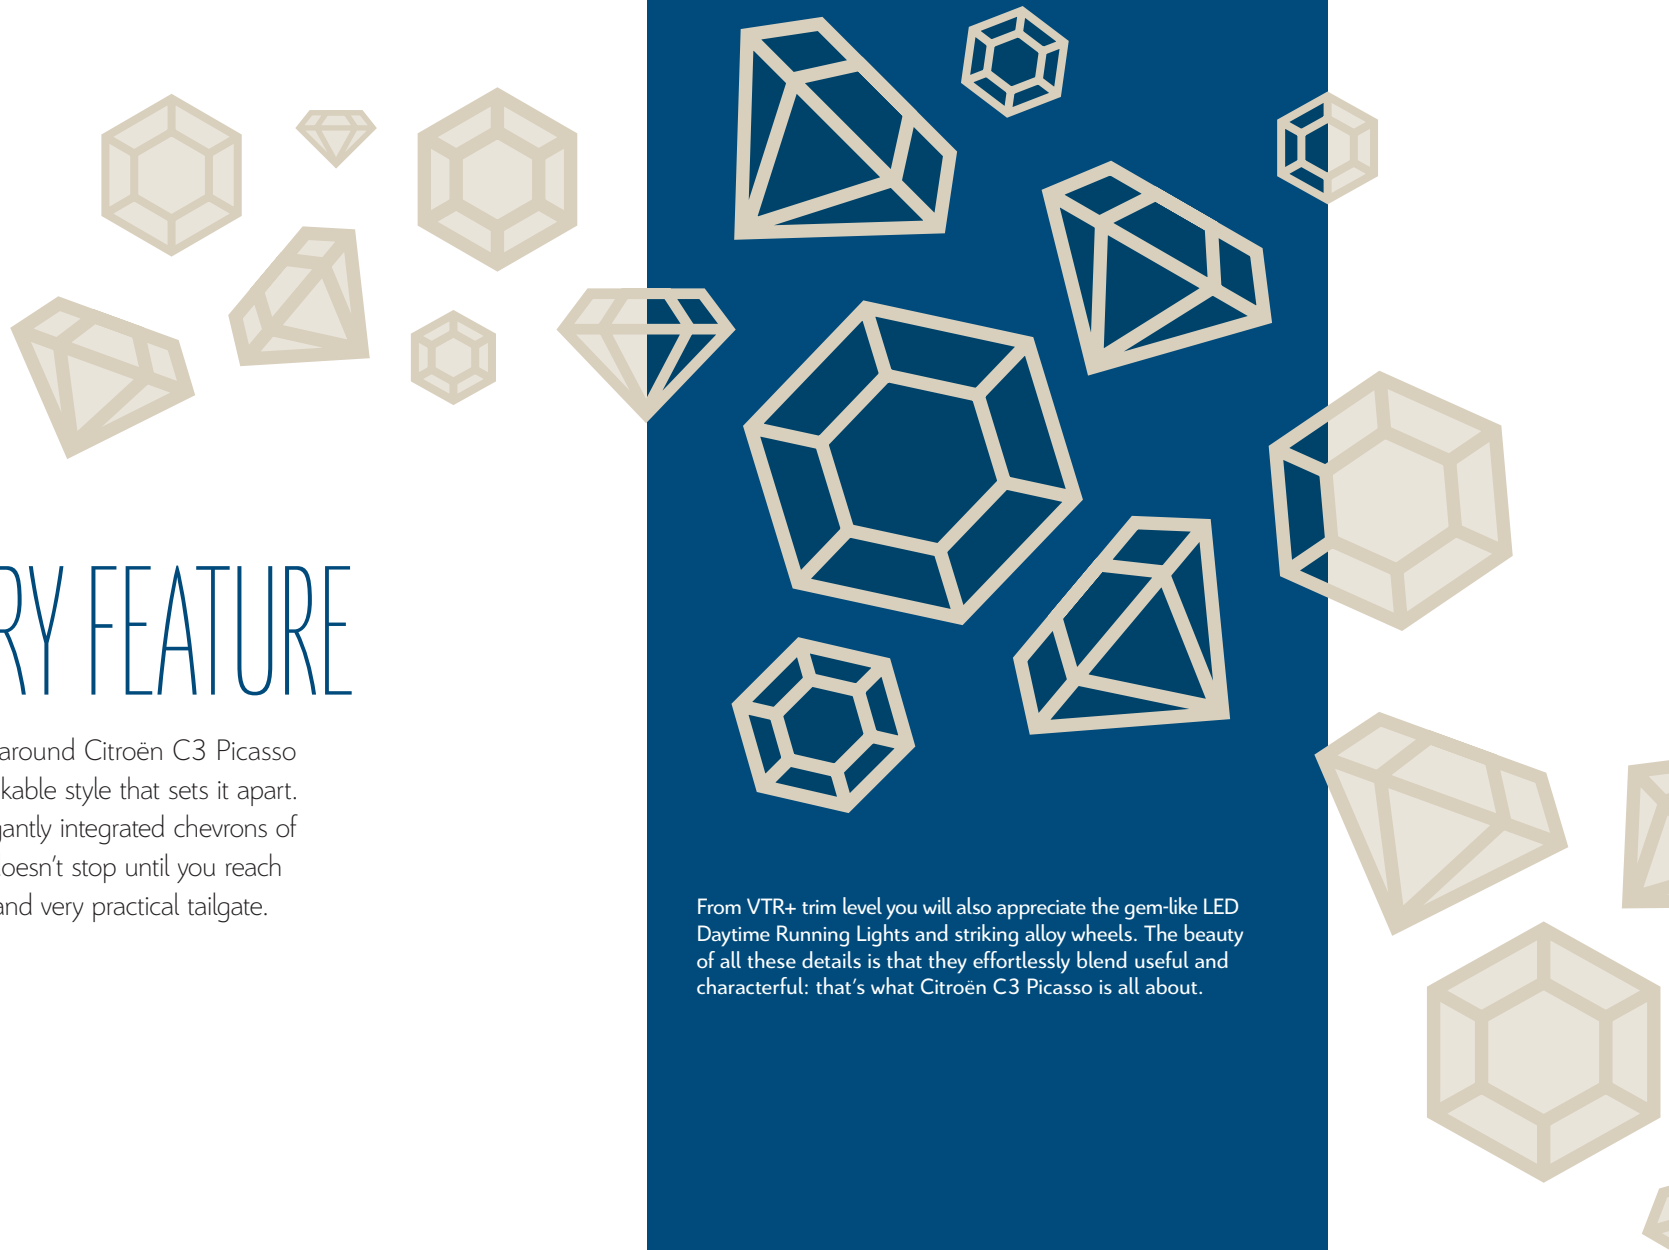 RY FEATURE
around Citroën C3 Picasso
kable style that sets it apart.
gantly integrated chevrons of
oesn't stop until you reach
and very practical tailgate.
From VTR+ trim level you will also appreciate the gem-like LED
Daytime Running Lights and striking alloy wheels. The beauty
of all these details is that they effortlessly blend useful and
characterful: that's what Citroën C3 Picasso is all about.